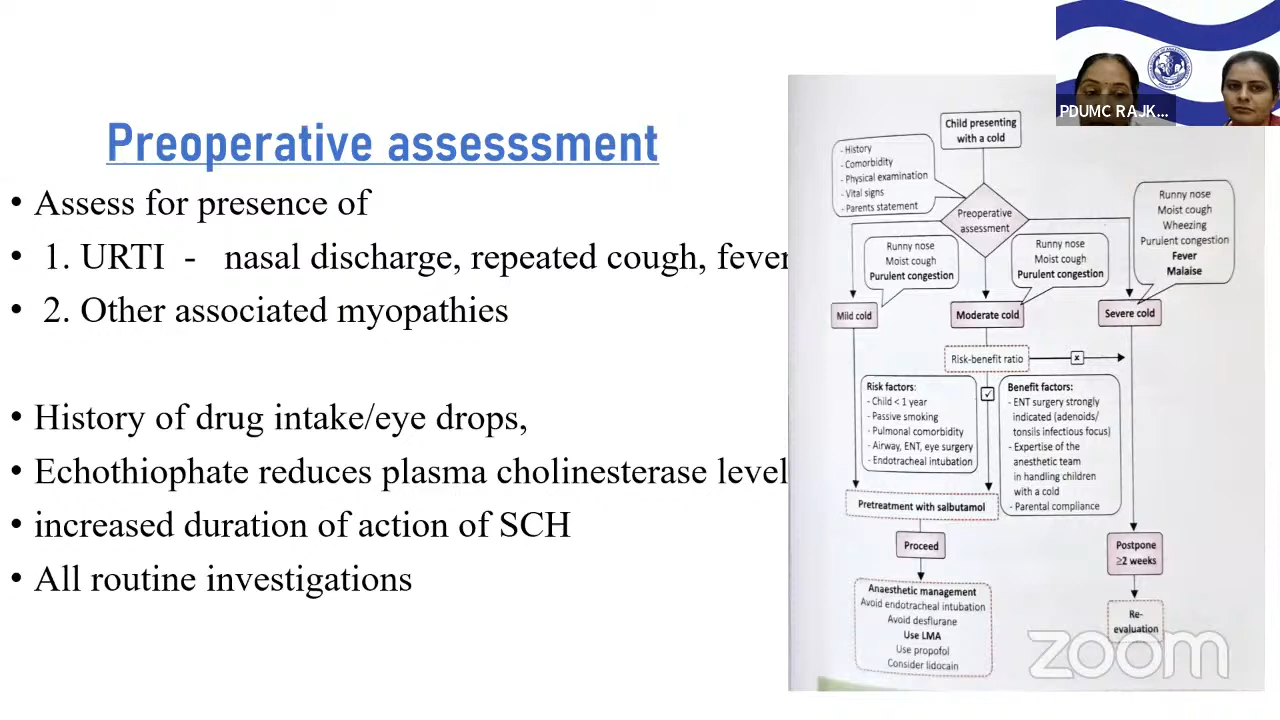 Preoperative assesssment
• Assess for presence of
• 1. URTI - nasal discharge, repeated cough, fever
• 2. Other associated myopathies
• History of drug intake/eye drops,
• Echothiophate reduces plasma cholinesterase level
• increased duration of action of SCH
• All routine investigations
PDUMC RAJK...
Child presenting
with a cold
- History
- Comorbidity
- Physical examination
- Vital signs
- Parents statement
Preoperative
assessment
Runny nose
Moist cough
Purulent congestion
Runny nose
Moist cough
Purulent congestion
Runny nose
Moist cough
Wheezing
Purulent congestion
Fever
Malaise
Mild cold
Moderate cold
Severe cold
Risk-benefit ratio
x
✓
Risk factors:
- Child < 1 year
- Passive smoking
- Pulmonal comorbidity
- Airway, ENT, eye surgery
- Endotracheal intubation
Benefit factors:
- ENT surgery strongly
indicated (adenoids/
tonsils infectious focus)
- Expertise of the
anesthetic team
in handling children
with a cold
- Parental compliance
Pretreatment with salbutamol
Proceed
Postpone
≥2 weeks
Anaesthetic management
Avoid endotracheal intubation
Avoid desflurane
Use LMA
Use propofol
Consider lidocain
Re-
evaluation
zoom